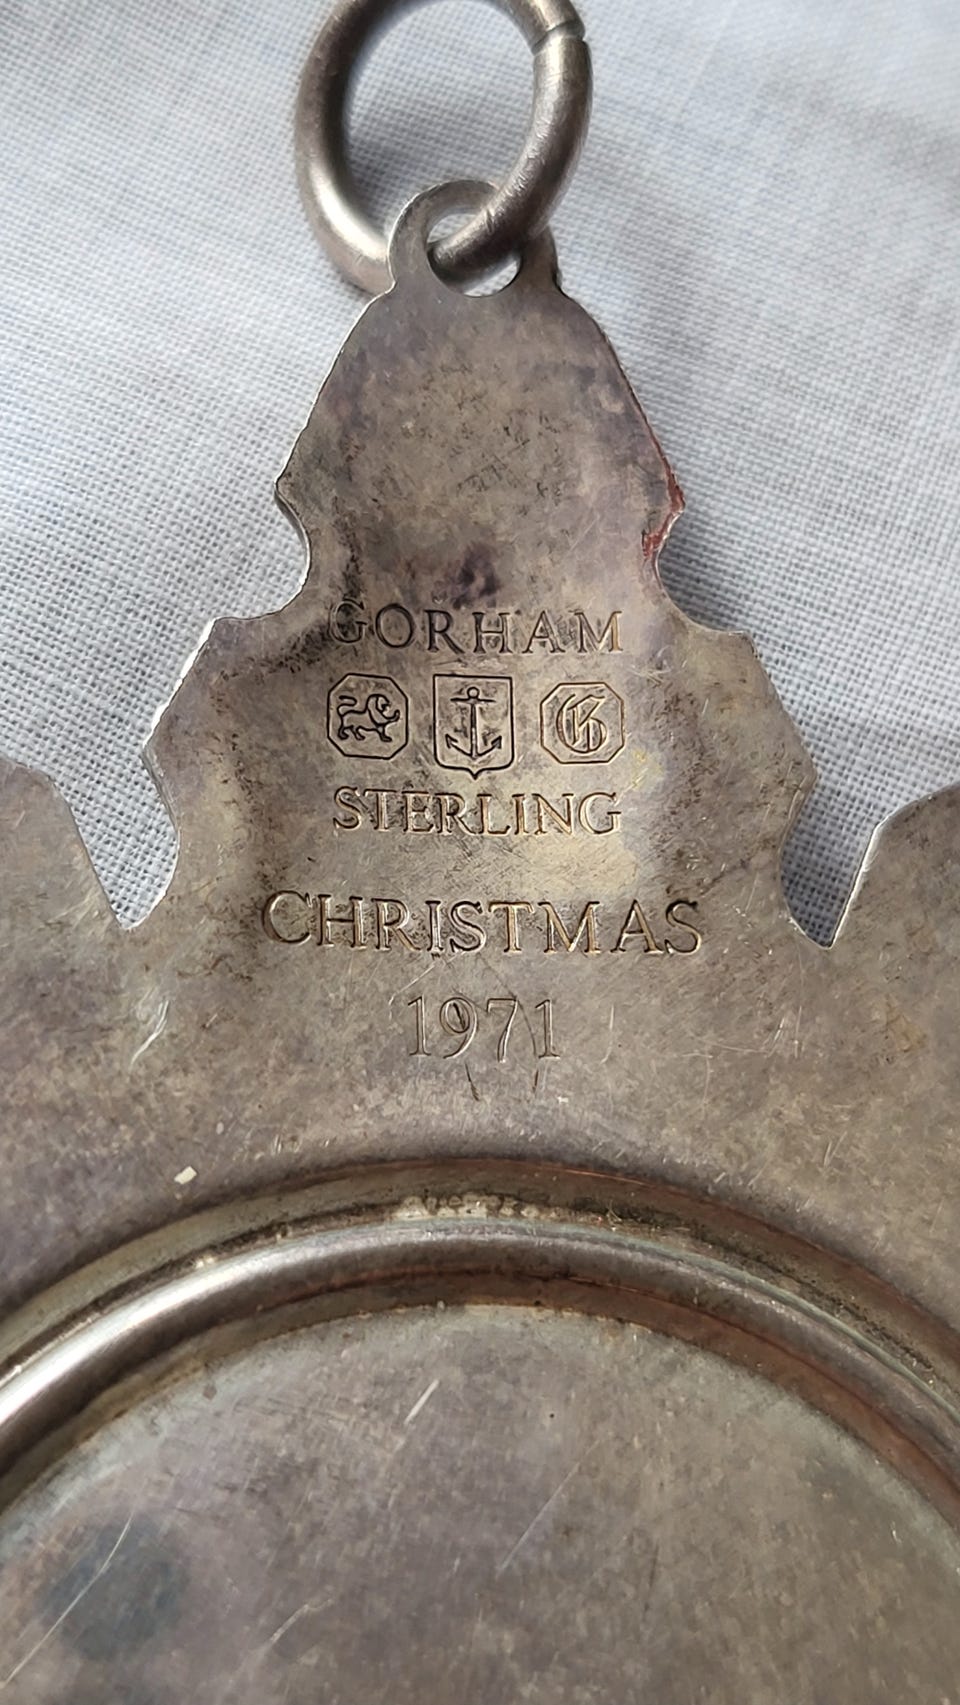 GORHAM
G
STERLING
CHRISTMAS
1971